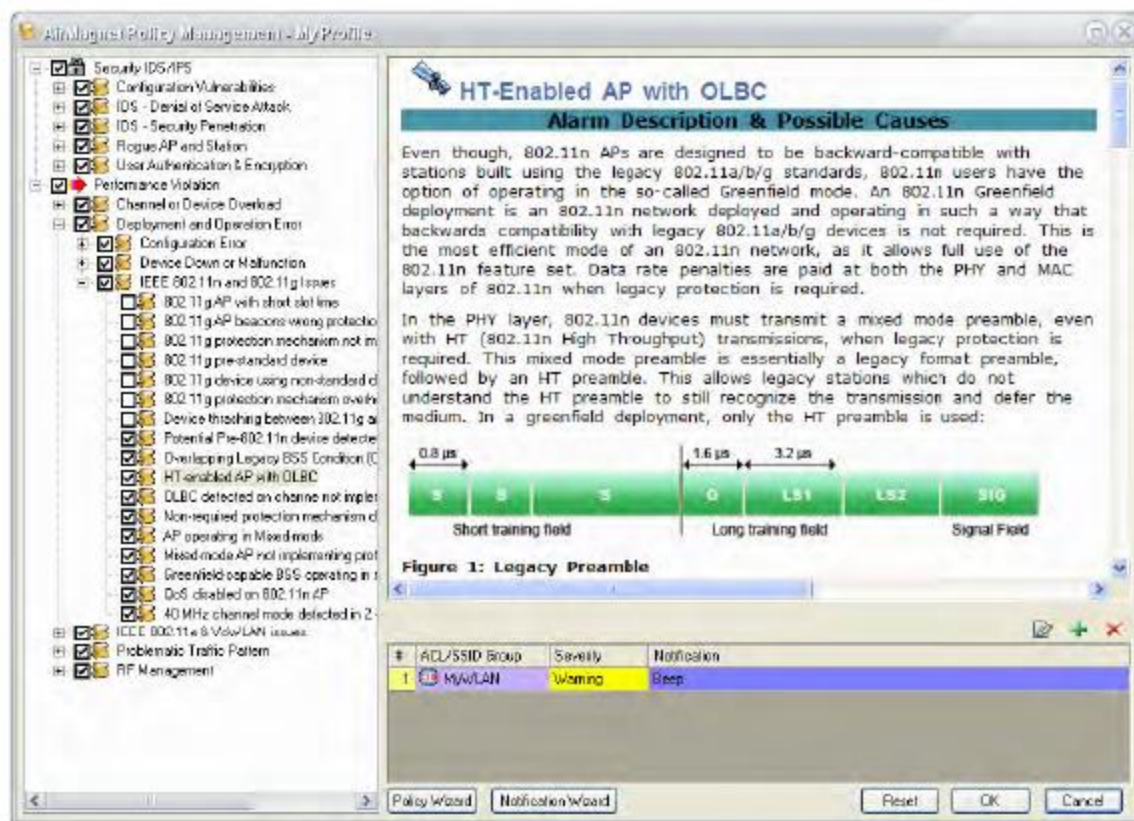 AirMagnet Policy Management - My Profile
Security IDS/IPS
Configuration Vulnerabilities
IDS - Denial of Service Attack
IDS - Security Penetration
Rogue AP and Station
User Authentication & Encryption
Performance Violation
Channel or Device Overload
Deployment and Operation Error
Configuration Error
Device Down or Malfunction
IEEE 802.11n and 802.11g Issues
802.11g AP with short slot time
802.11g AP beacons wrong protectio
802.11g protection mechanism not im
802.11g pre-standard device
802.11g device using non-standard d
802.11g protection mechanism overhe
Device thrashing between 802.11g a
Potential Pre-802.11n device detecte
Overlapping Legacy BSS Condition (O
HT-enabled AP with OLBC
OLBC detected on channel not impler
Non-required protection mechanism d
AP operating in Mixed-mode
Mixed-mode AP not implementing prot
Greenfield-capable BSS operating in
QoS disabled on 802.11n AP
40 MHz channel mode detected in 2
IEEE 802.11e & VoWLAN issues
Problematic Traffic Pattern
RF Management
HT-Enabled AP with OLBC
Alarm Description & Possible Causes
Even though, 802.11n APs are designed to be backward-compatible with
stations built using the legacy 802.11a/b/g standards, 802.11n users have the
option of operating in the so-called Greenfield mode. An 802.11n Greenfield
deployment is an 802.11n network deployed and operating in such a way that
backwards compatibility with legacy 802.11a/b/g devices is not required. This is
the most efficient mode of an 802.11n network, as it allows full use of the
802.11n feature set. Data rate penalties are paid at both the PHY and MAC
layers of 802.11n when legacy protection is required.
In the PHY layer, 802.11n devices must transmit a mixed mode preamble, even
with HT (802.11n High Throughput) transmissions, when legacy protection is
required. This mixed mode preamble is essentially a legacy format preamble,
followed by an HT preamble. This allows legacy stations which do not
understand the HT preamble to still recognize the transmission and defer the
medium. In a greenfield deployment, only the HT preamble is used:
0.8 µs 1.6 µs 3.2 µs
S S S G LS1 LS2 SIG
Short training field Long training field Signal Field
Figure 1: Legacy Preamble
# ACL/SSID Group Severity Notification
1 MyWLAN Warning Beep
Policy Wizard Notification Wizard Reset OK Cancel